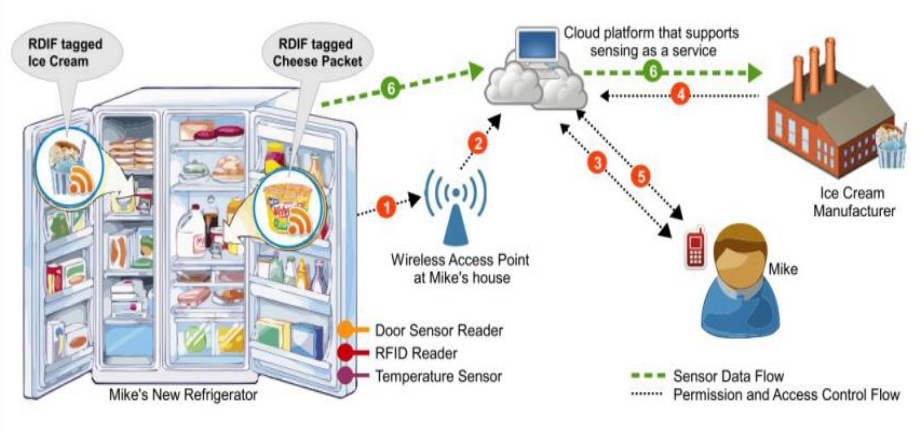 RDIF tagged
Ice Cream
RDIF tagged
Cheese Packet
Cloud platform that supports
sensing as a service
6
6
4
2
3
5
1
Ice Cream
Manufacturer
Wireless Access Point
at Mike's house
Mike
Door Sensor Reader
RFID Reader
Temperature Sensor
Mike's New Refrigerator
Sensor Data Flow
Permission and Access Control Flow